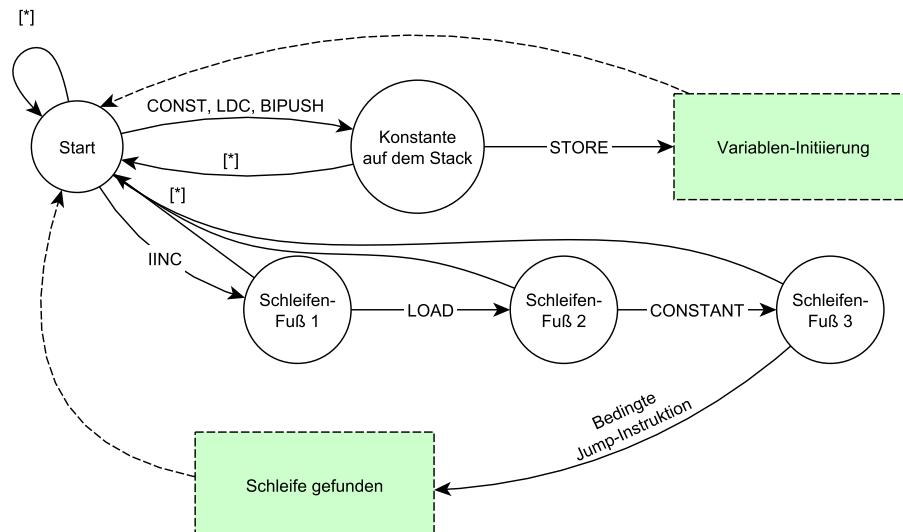 [*]
CONST, LDC, BIPUSH
Start
Konstante
auf dem Stack
STORE
Variablen-Initiierung
[*]
[*]
IINC
Schleifen-
Fuß 1
LOAD
Schleifen-
Fuß 2
CONSTANT
Schleifen-
Fuß 3
Bedingte
Jump-Instruktion
Schleife gefunden